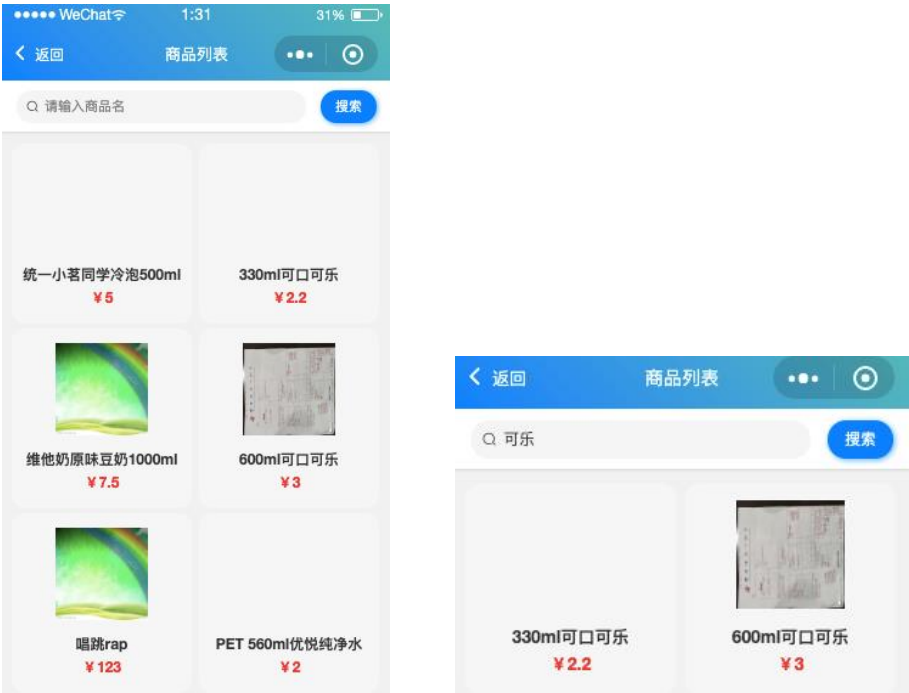 WeChat 1:31 31%
返回 商品列表
请输入商品名 搜索
统一小茗同学冷泡500ml 330ml可口可乐
¥5 ¥2.2
维他奶原味豆奶1000ml 600ml可口可乐
¥7.5 ¥3
唱跳rap PET 560ml优悦纯净水
¥123 ¥2
返回 商品列表
可乐 搜索
330ml可口可乐 600ml可口可乐
¥2.2 ¥3